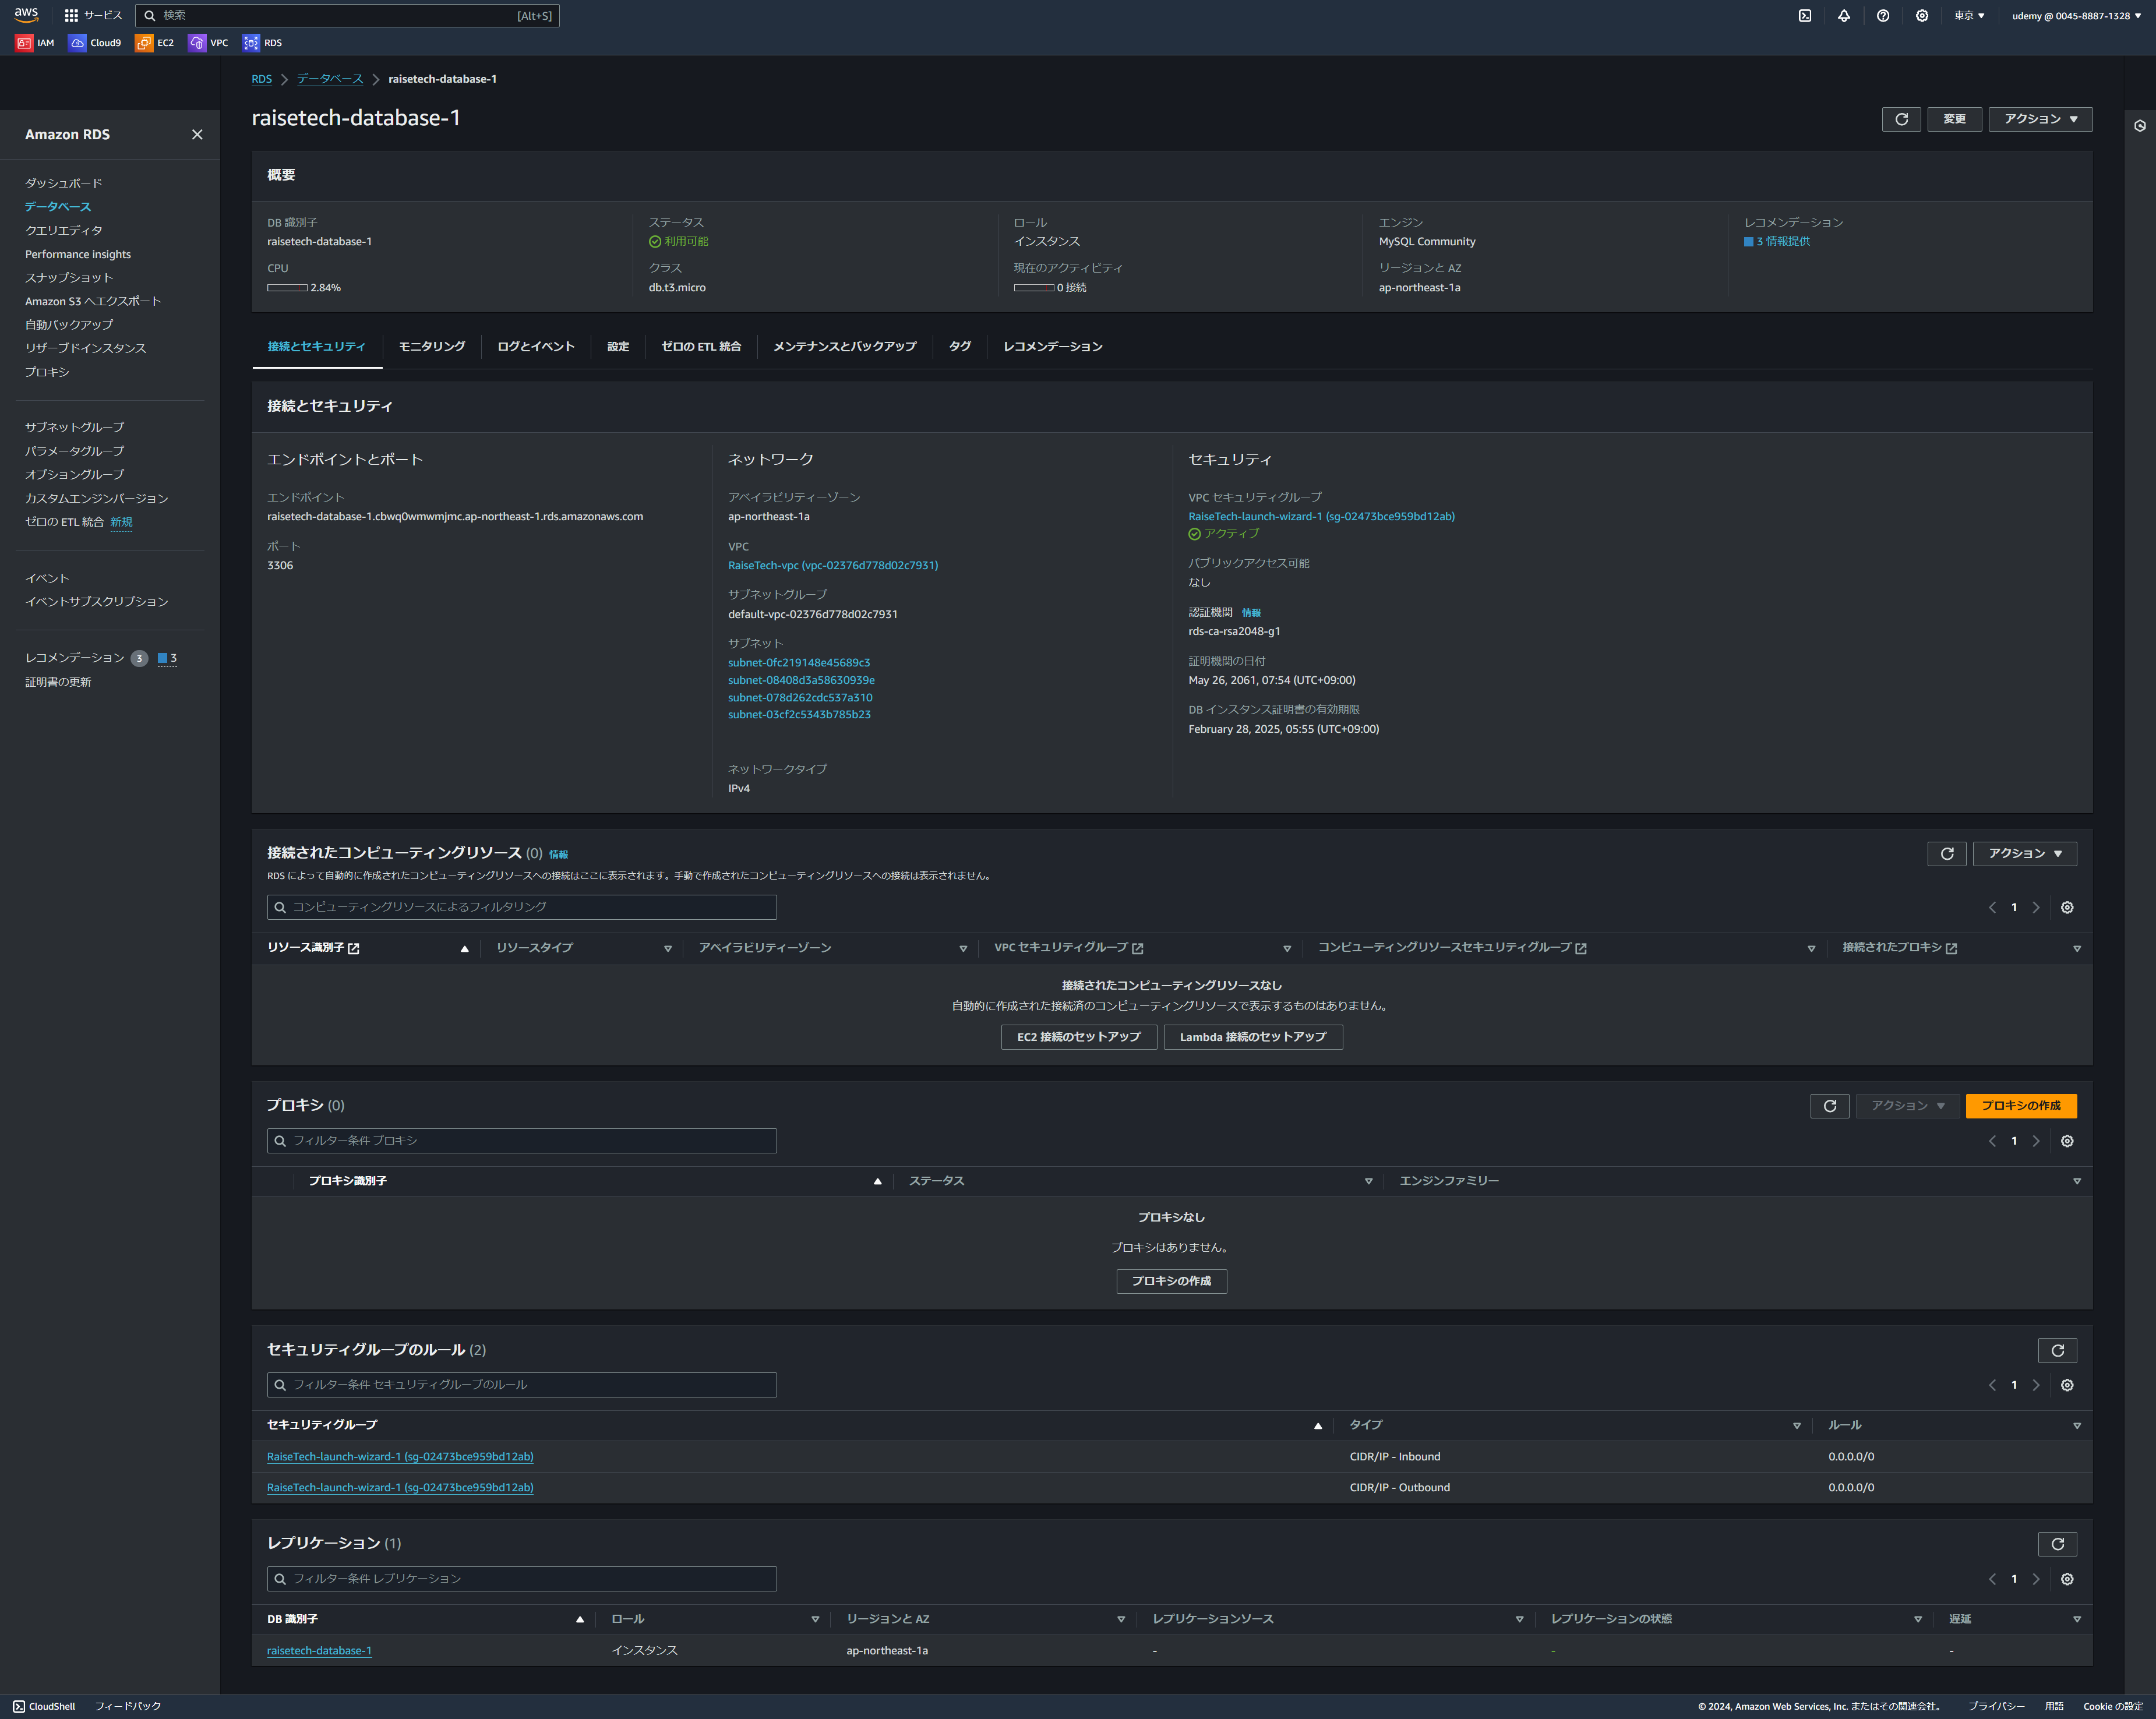 aws サービス 検索 [Alt+S] 東京 ▼ udemy @ 0045-8887-1328 ▼
IAM Cloud9 EC2 VPC RDS
RDS > データベース > raisetech-database-1
Amazon RDS
ダッシュボード
データベース
クエリエディタ
Performance insights
スナップショット
Amazon S3 へエクスポート
自動バックアップ
リザーブドインスタンス
プロキシ
サブネットグループ
パラメータグループ
オプショングループ
カスタムエンジンバージョン
ゼロの ETL 統合 新規
イベント
イベントサブスクリプション
レコメンデーション 3 3
証明書の更新
raisetech-database-1
変更 アクション ▼
概要
DB 識別子
raisetech-database-1
CPU
2.84%
ステータス
利用可能
クラス
db.t3.micro
ロール
インスタンス
現在のアクティビティ
0 接続
エンジン
MySQL Community
リージョンと AZ
ap-northeast-1a
レコメンデーション
3 情報提供
接続とセキュリティ モニタリング ログとイベント 設定 ゼロの ETL 統合 メンテナンスとバックアップ タグ レコメンデーション
接続とセキュリティ
エンドポイントとポート
エンドポイント
raisetech-database-1.cbwq0wmwmjmc.ap-northeast-1.rds.amazonaws.com
ポート
3306
ネットワーク
アベイラビリティーゾーン
ap-northeast-1a
VPC
RaiseTech-vpc (vpc-02376d778d02c7931)
サブネットグループ
default-vpc-02376d778d02c7931
サブネット
subnet-0fc219148e45689c3
subnet-08408d3a58630939e
subnet-078d262cdc537a310
subnet-03cf2c5343b785b23
ネットワークタイプ
IPv4
セキュリティ
VPC セキュリティグループ
RaiseTech-launch-wizard-1 (sg-02473bce959bd12ab)
アクティブ
パブリックアクセス可能
なし
認証機関 情報
rds-ca-rsa2048-g1
証明機関の日付
May 26, 2061, 07:54 (UTC+09:00)
DB インスタンス証明書の有効期限
February 28, 2025, 05:55 (UTC+09:00)
接続されたコンピューティングリソース (0) 情報
アクション ▼
RDS によって自動的に作成されたコンピューティングリソースへの接続はここに表示されます。手動で作成されたコンピューティングリソースへの接続は表示されません。
コンピューティングリソースによるフィルタリング
1
リソース識別子 リソースタイプ アベイラビリティーゾーン VPC セキュリティグループ コンピューティングリソースセキュリティグループ 接続されたプロキシ
接続されたコンピューティングリソースなし
自動的に作成された接続済のコンピューティングリソースで表示するものはありません。
EC2 接続のセットアップ Lambda 接続のセットアップ
プロキシ (0)
アクション ▼ プロキシの作成
フィルター条件 プロキシ
1
プロキシ識別子 ステータス エンジンファミリー
プロキシなし
プロキシはありません。
プロキシの作成
セキュリティグループのルール (2)
フィルター条件 セキュリティグループのルール
1
セキュリティグループ タイプ ルール
RaiseTech-launch-wizard-1 (sg-02473bce959bd12ab) CIDR/IP - Inbound 0.0.0.0/0
RaiseTech-launch-wizard-1 (sg-02473bce959bd12ab) CIDR/IP - Outbound 0.0.0.0/0
レプリケーション (1)
フィルター条件 レプリケーション
1
DB 識別子 ロール リージョンと AZ レプリケーションソース レプリケーションの状態 遅延
raisetech-database-1 インスタンス ap-northeast-1a - - -
CloudShell フィードバック © 2024, Amazon Web Services, Inc. またはその関連会社。 プライバシー 用語 Cookie の設定